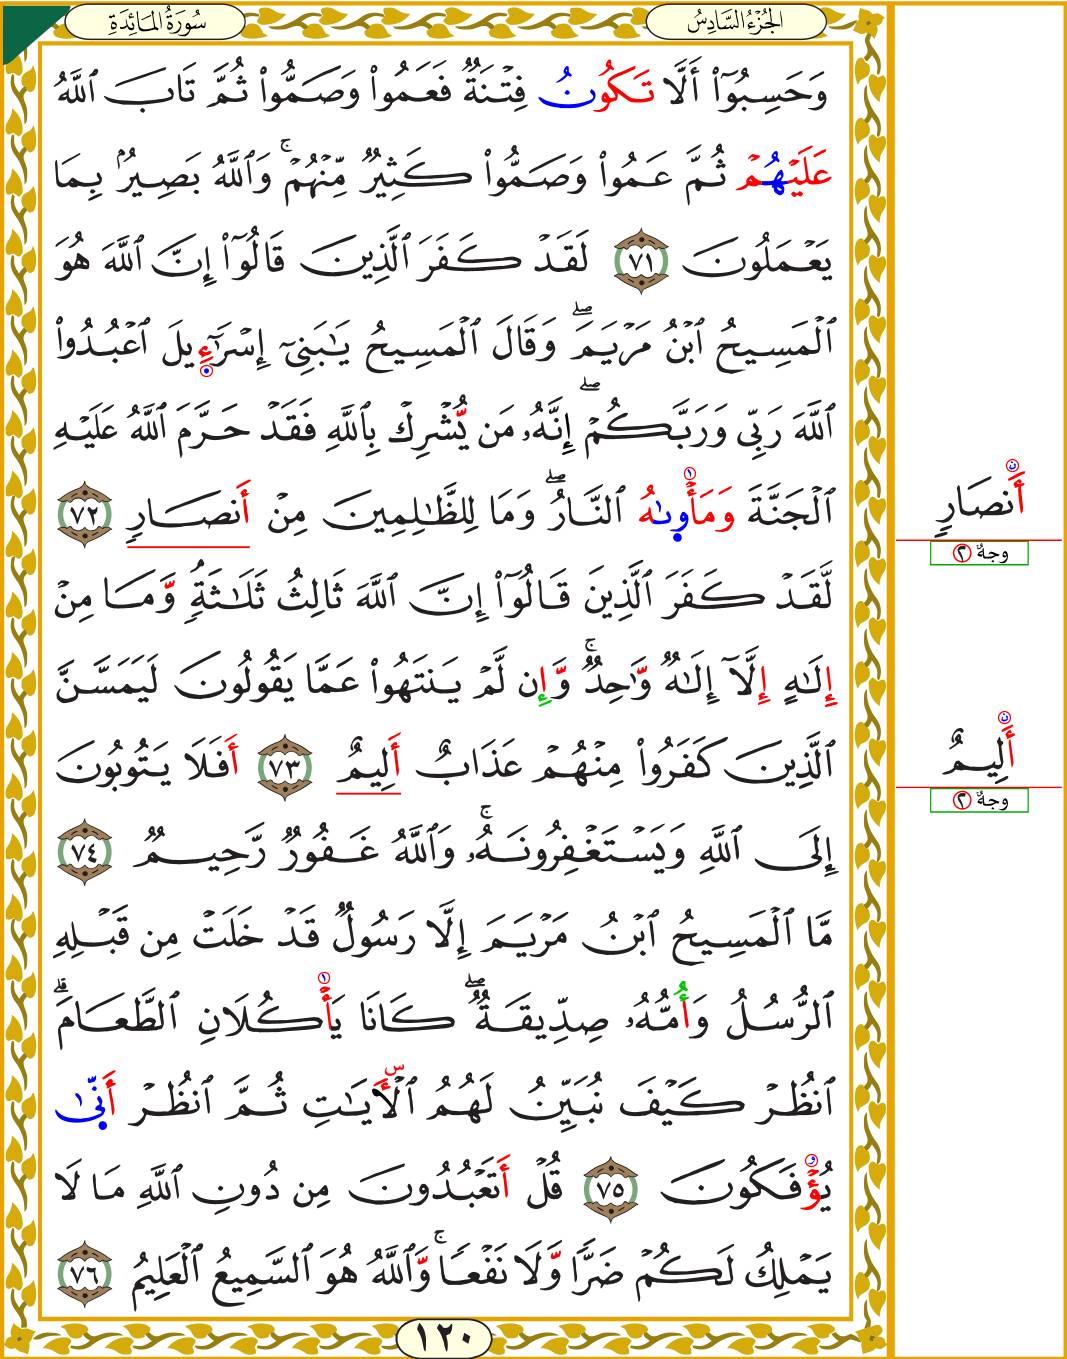 الجُزْءُ السَّادِسُ
سُورَةُ المَائِدَةِ
وَحَسِبُوٓا۟ أَلَّا تَكُونُ فِتْنَةٌ فَعَمُوا۟ وَصَمُّوا۟ ثُمَّ تَابَ ٱللَّهُ
عَلَيْهُمْ ثُمَّ عَمُوا۟ وَصَمُّوا۟ كَثِيرٌ مِّنْهُمْ ۚ وَٱللَّهُ بَصِيرٌۢ بِمَا
يَعْمَلُونَ ٧١ لَقَدْ كَفَرَ ٱلَّذِينَ قَالُوٓا۟ إِنَّ ٱللَّهَ هُوَ
ٱلْمَسِيحُ ٱبْنُ مَرْيَمَ ۖ وَقَالَ ٱلْمَسِيحُ يَـٰبَنِىٓ إِسْرَٰٓءِيلَ ٱعْبُدُوا۟
ٱللَّهَ رَبِّى وَرَبَّكُمْ ۖ إِنَّهُۥ مَن يُّشْرِكْ بِٱللَّهِ فَقَدْ حَرَّمَ ٱللَّهُ عَلَيْهِ
ٱلْجَنَّةَ وَمَأْوىٰهُ ٱلنَّارُ ۖ وَمَا لِلظَّـٰلِمِينَ مِنْ أَنصَارٍ ٧٢
لَّقَدْ كَفَرَ ٱلَّذِينَ قَالُوٓا۟ إِنَّ ٱللَّهَ ثَالِثُ ثَلَـٰثَةٍ ۘ وَّمَا مِنْ
إِلَـٰهٍ إِلَّآ إِلَـٰهٌ وَّٰحِدٌ ۚ وَّإِن لَّمْ يَنتَهُوا۟ عَمَّا يَقُولُونَ لَيَمَسَّنَّ
ٱلَّذِينَ كَفَرُوا۟ مِنْهُمْ عَذَابٌ أَلِيمٌ ٧٣ أَفَلَا يَتُوبُونَ
إِلَى ٱللَّهِ وَيَسْتَغْفِرُونَهُۥ ۚ وَٱللَّهُ غَفُورٌ رَّحِيمٌ ٧٤
مَّا ٱلْمَسِيحُ ٱبْنُ مَرْيَمَ إِلَّا رَسُولٌ قَدْ خَلَتْ مِن قَبْلِهِ
ٱلرُّسُلُ وَأُمُّهُۥ صِدِّيقَةٌ ۖ كَانَا يَأْكُلَانِ ٱلطَّعَامَ ۗ
ٱنظُرْ كَيْفَ نُبَيِّنُ لَهُمُ ٱلْأَيَـٰتِ ثُمَّ ٱنظُرْ أَنّىٰ
يُؤْفَكُونَ ٧٥ قُلْ أَتَعْبُدُونَ مِن دُونِ ٱللَّهِ مَا لَا
يَمْلِكُ لَكُمْ ضَرًّا وَّلَا نَفْعًا ۚ وَّٱللَّهُ هُوَ ٱلسَّمِيعُ ٱلْعَلِيمُ ٧٦
١٢٠
ن
أَنصَارٍ
وجهٌ ٢
ن
أَلِيمٌ
وجهٌ ٢